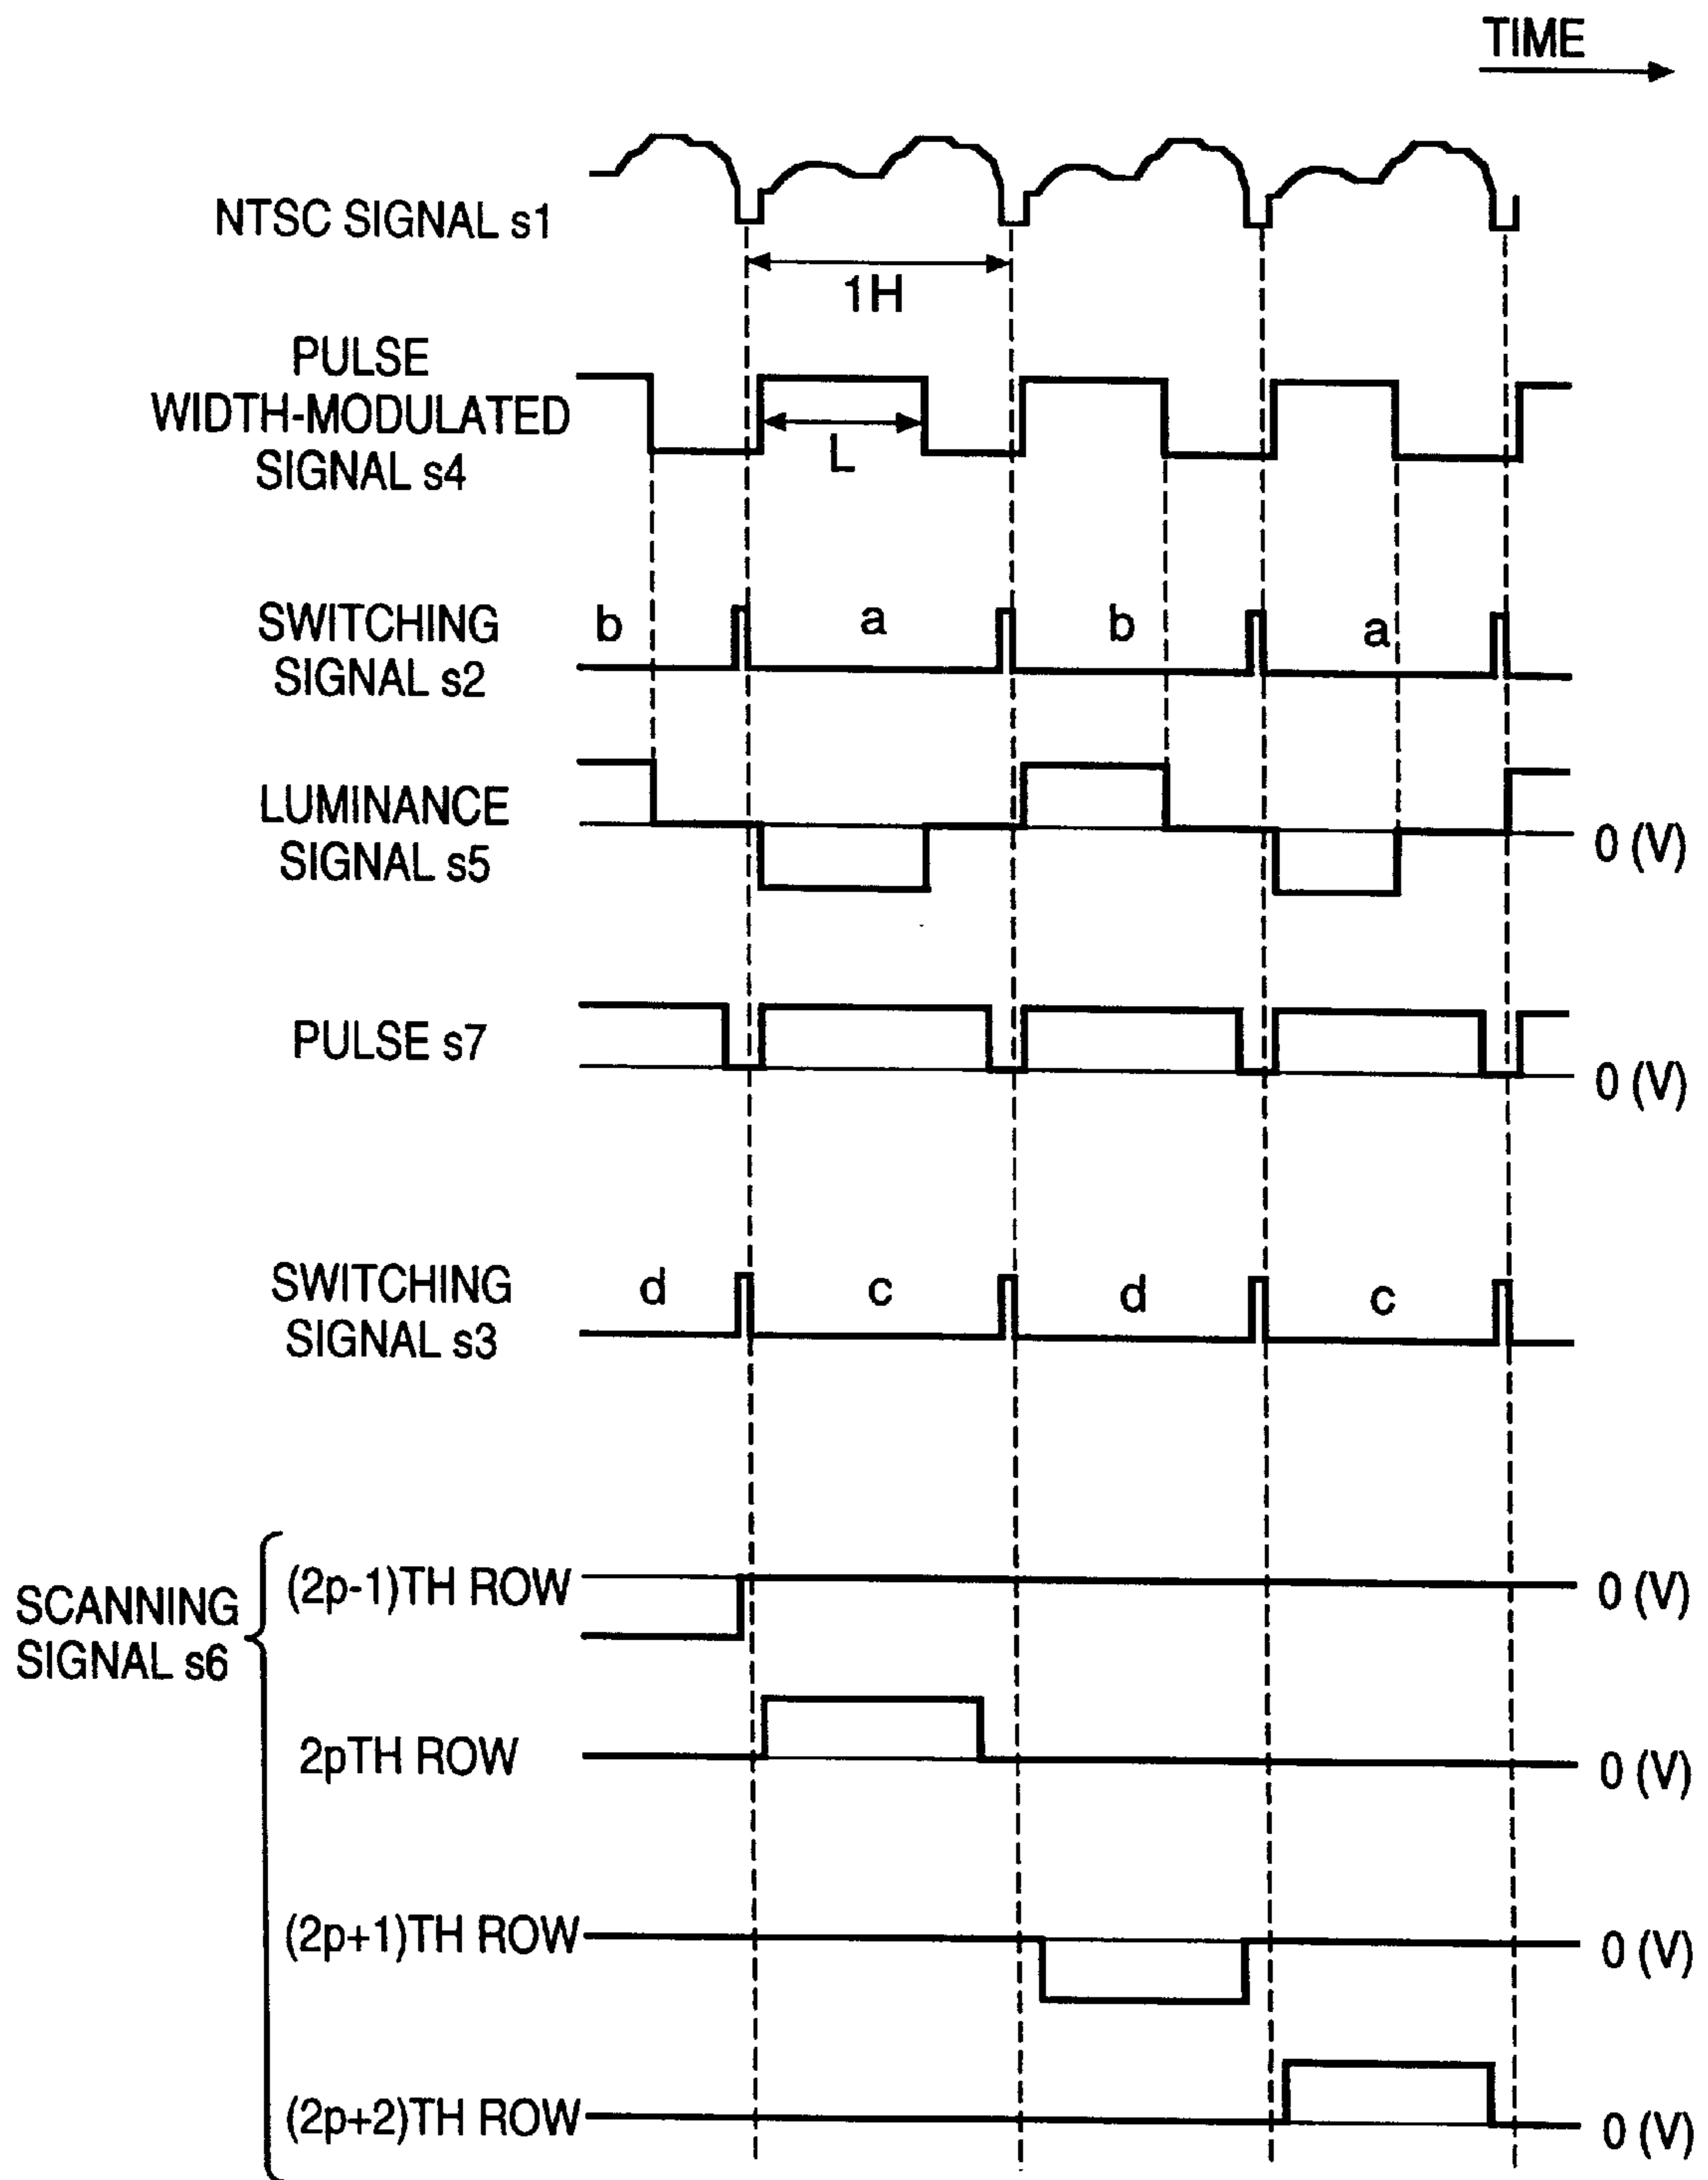 TIME
NTSC SIGNAL s1
1H
PULSE
WIDTH-MODULATED
SIGNAL s4
L
SWITCHING
SIGNAL s2
b a b a
LUMINANCE
SIGNAL s5
0 (V)
PULSE s7
0 (V)
SWITCHING
SIGNAL s3
d c d c
SCANNING
SIGNAL s6
(2p-1)TH ROW
0 (V)
2pTH ROW
0 (V)
(2p+1)TH ROW
0 (V)
(2p+2)TH ROW
0 (V)